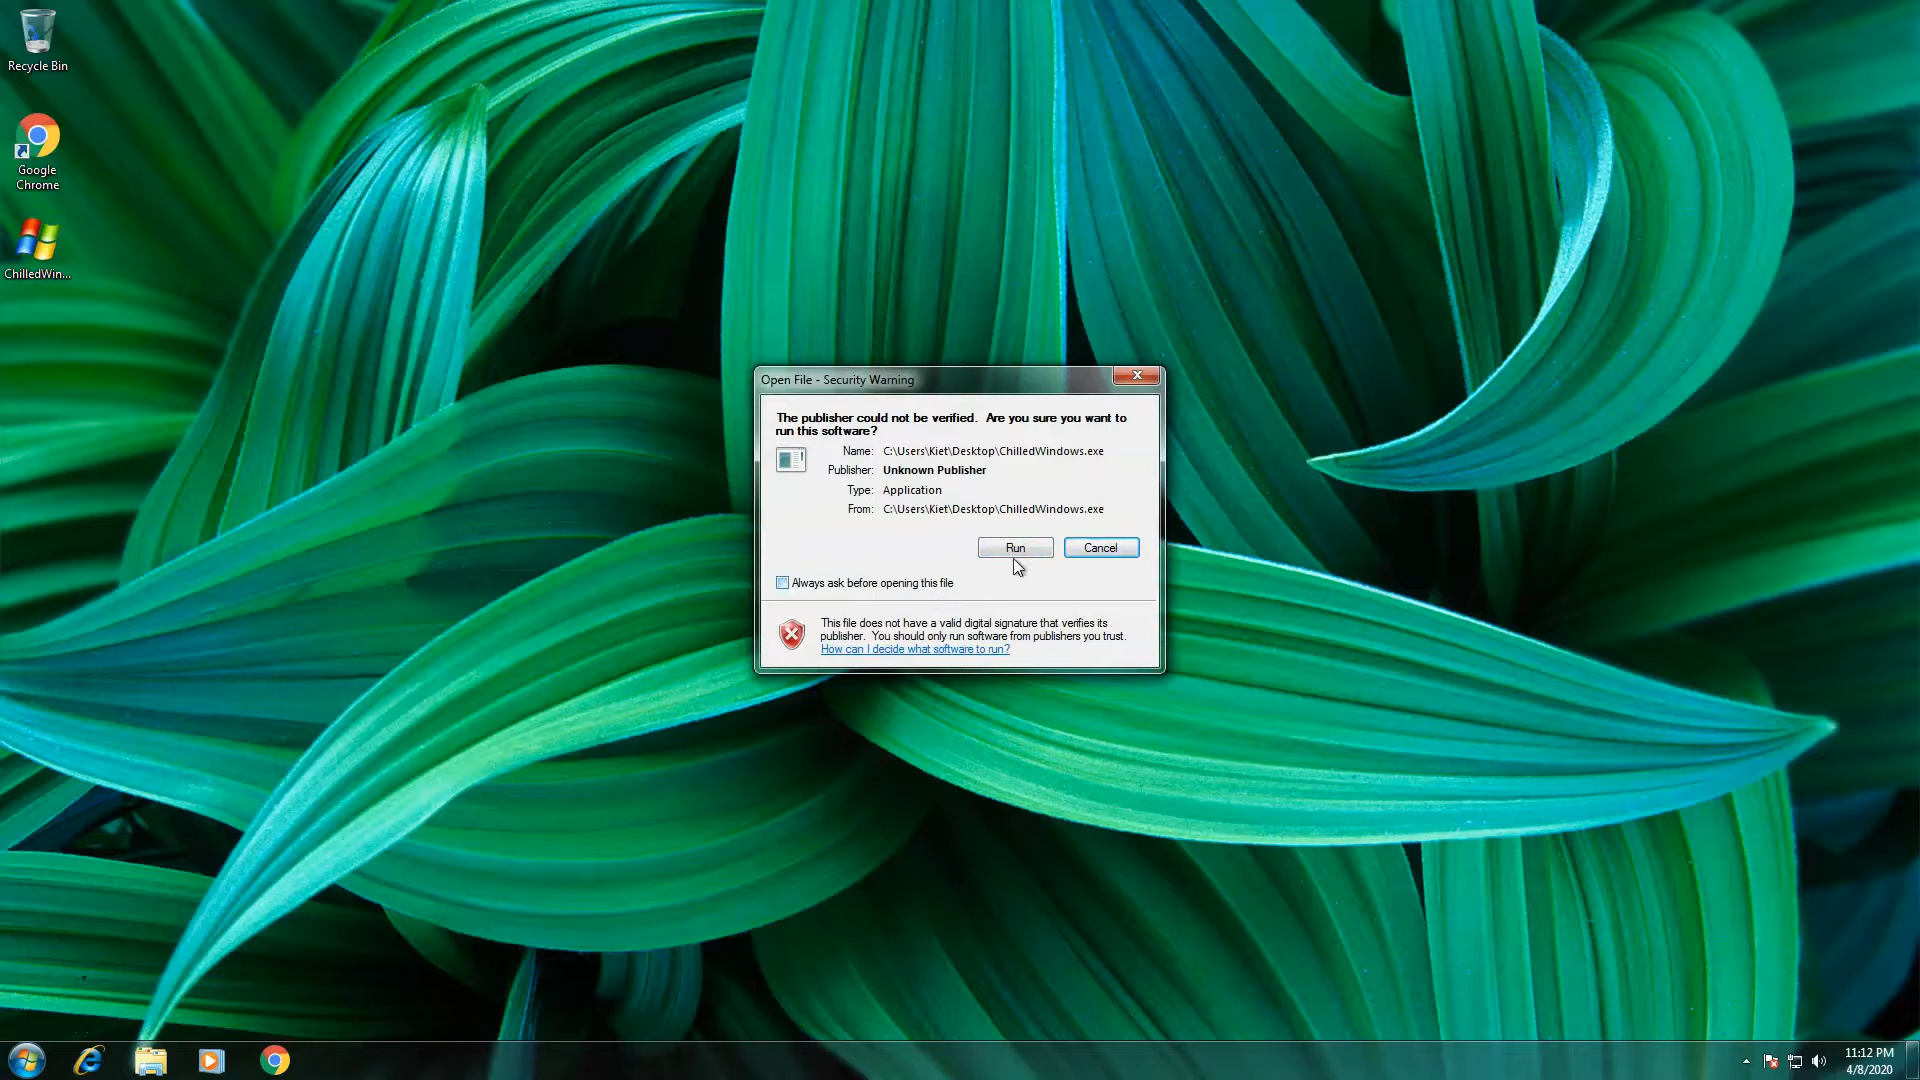 Recycle Bin
Google
Chrome
ChilledWin...
Open File - Security Warning
The publisher could not be verified.  Are you sure you want to
run this software?
Name: C:\Users\Kiet\Desktop\ChilledWindows.exe
Publisher: Unknown Publisher
Type: Application
From: C:\Users\Kiet\Desktop\ChilledWindows.exe
Run Cancel
Always ask before opening this file
This file does not have a valid digital signature that verifies its
publisher.  You should only run software from publishers you trust.
How can I decide what software to run?
11:12 PM
4/8/2020